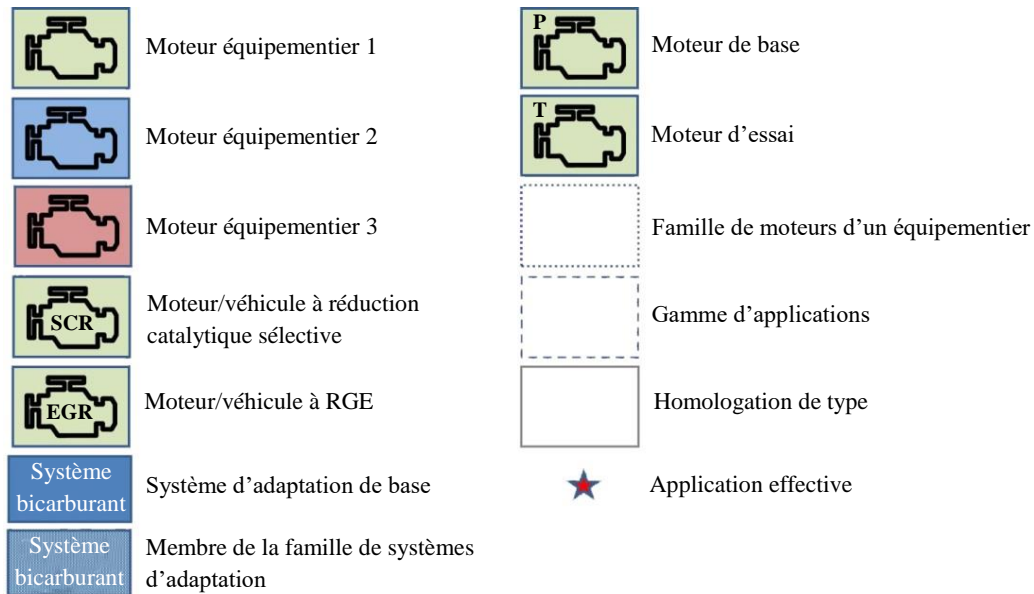 Moteur équipementier 1
Moteur équipementier 2
Moteur équipementier 3
SCR
Moteur/véhicule à réduction
catalytique sélective
EGR
Moteur/véhicule à RGE
Système
bicarburant
Système d’adaptation de base
Système
bicarburant
Membre de la famille de systèmes
d’adaptation
P
Moteur de base
T
Moteur d’essai
Famille de moteurs d’un équipementier
Gamme d’applications
Homologation de type
Application effective